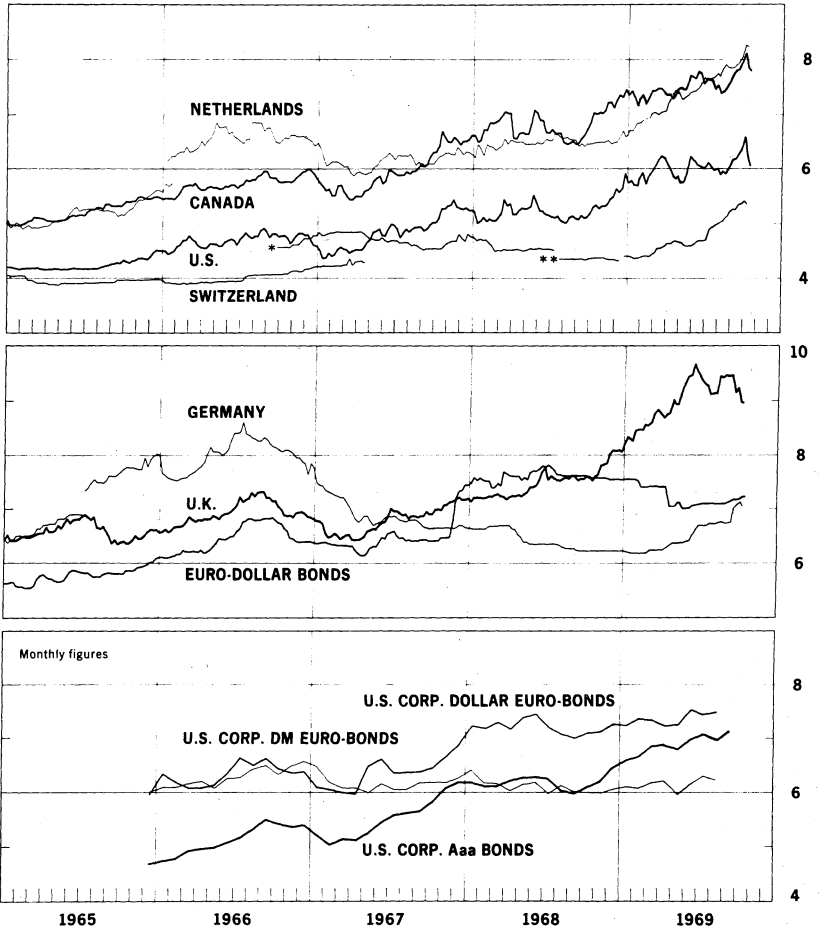 8
NETHERLANDS
6
CANADA
*
U.S.
**
4
SWITZERLAND
10
GERMANY
8
U.K.
EURO-DOLLAR BONDS
6
Monthly figures
8
U.S. CORP. DOLLAR EURO-BONDS
U.S. CORP. DM EURO-BONDS
6
U.S. CORP. Aaa BONDS
4
1965 1966 1967 1968 1969